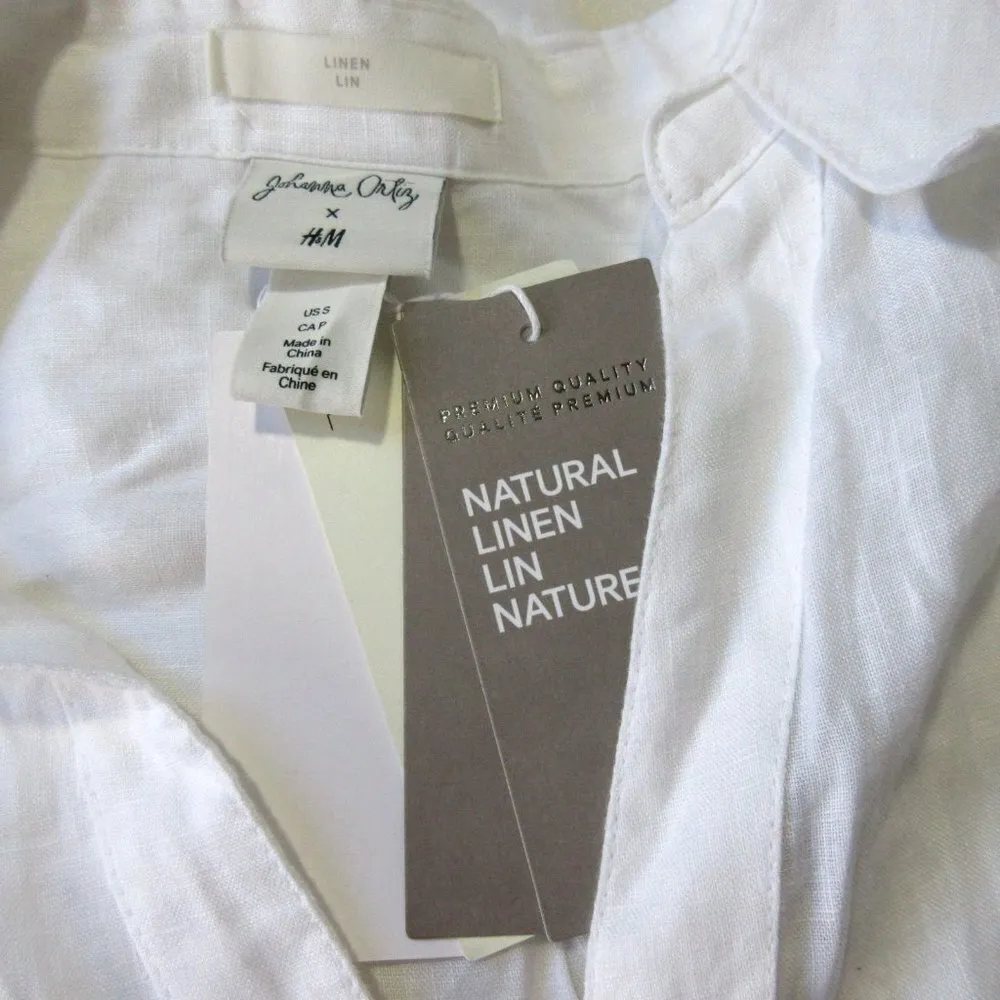 LINEN
LIN
Johanna Ortiz
x
H&M
US S
CA P
Made in
China
Fabriqué en
Chine
PREMIUM QUALITY
QUALITÉ PREMIUM
NATURAL
LINEN
LIN
NATURE